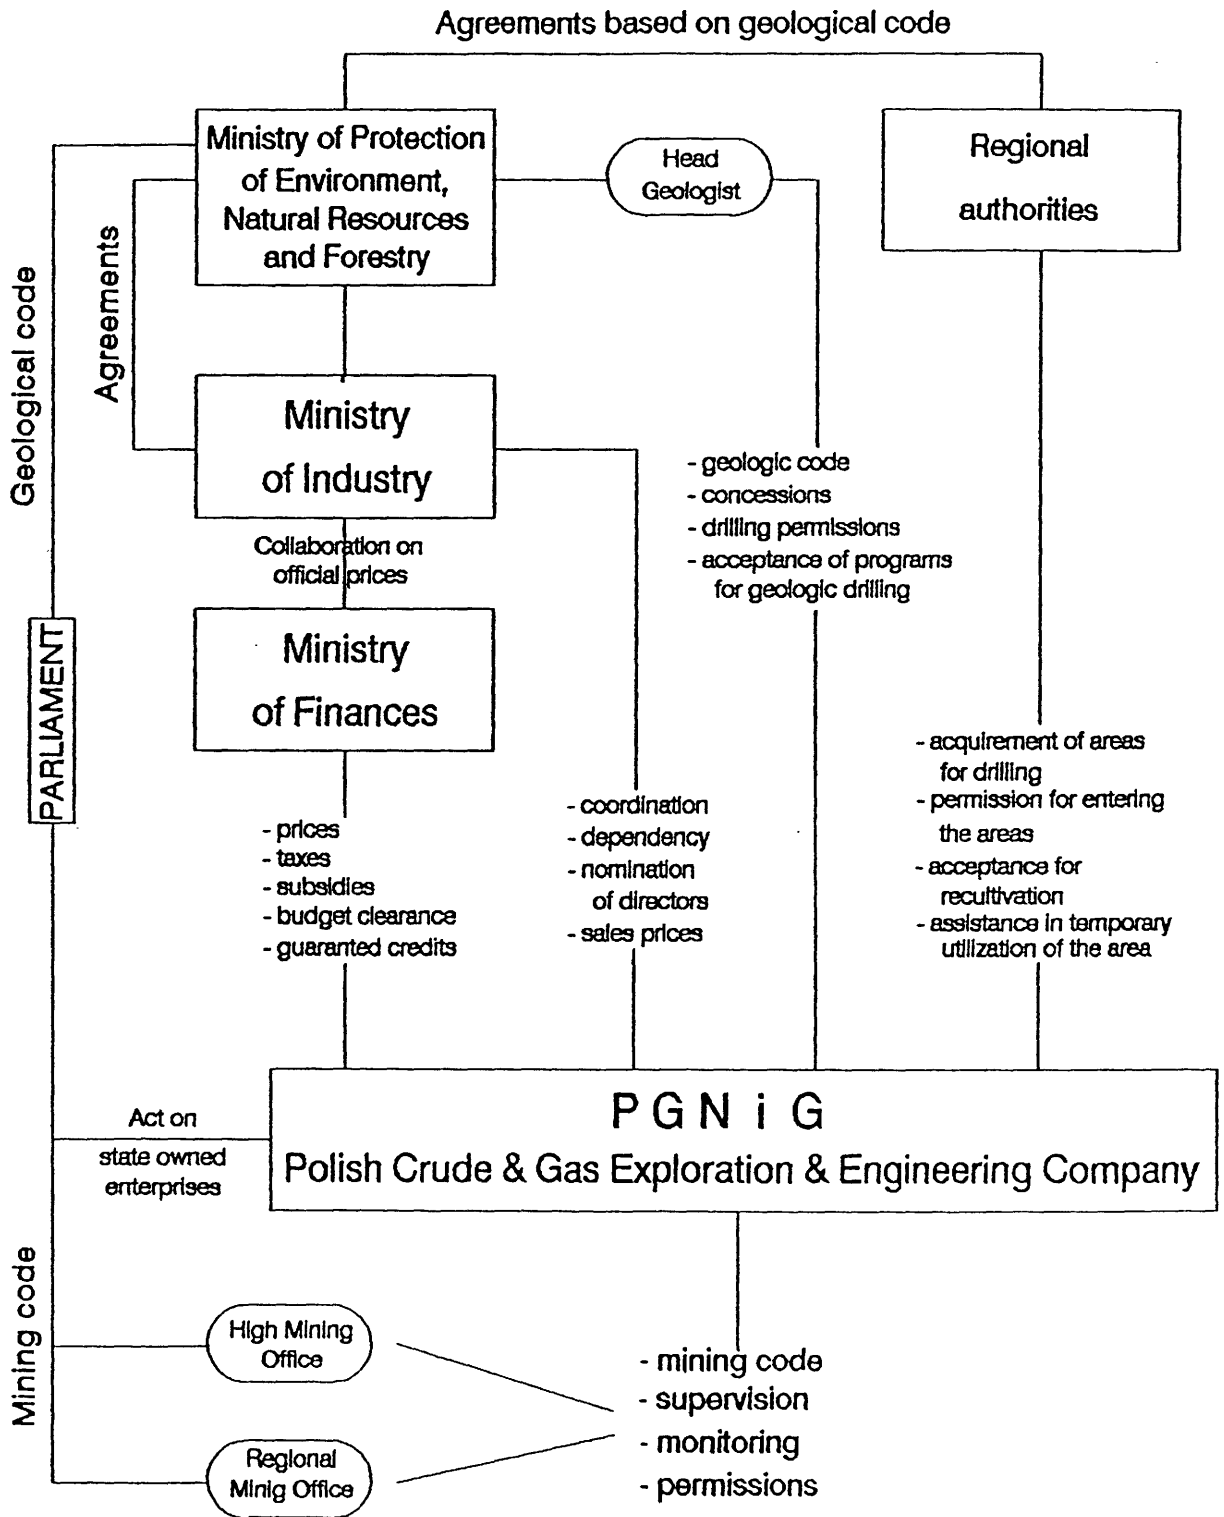 Agreements based on geological code
Ministry of Protection
of Environment,
Natural Resources
and Forestry
Head
Geologist
Regional
authorities
Geological code
Agreements
Ministry
of Industry
- geologic code
- concessions
- drilling permissions
- acceptance of programs
for geologic drilling
Collaboration on
official prices
Ministry
of Finances
PARLIAMENT
- prices
- taxes
- subsidies
- budget clearance
- guaranted credits
- coordination
- dependency
- nomination
of directors
- sales prices
- acquirement of areas
for drilling
- permission for entering
the areas
- acceptance for
recultivation
- assistance in temporary
utilization of the area
Act on
state owned
enterprises
P G N i G
Polish Crude & Gas Exploration & Engineering Company
Mining code
High Mining
Office
Regional
Minig Office
- mining code
- supervision
- monitoring
- permissions